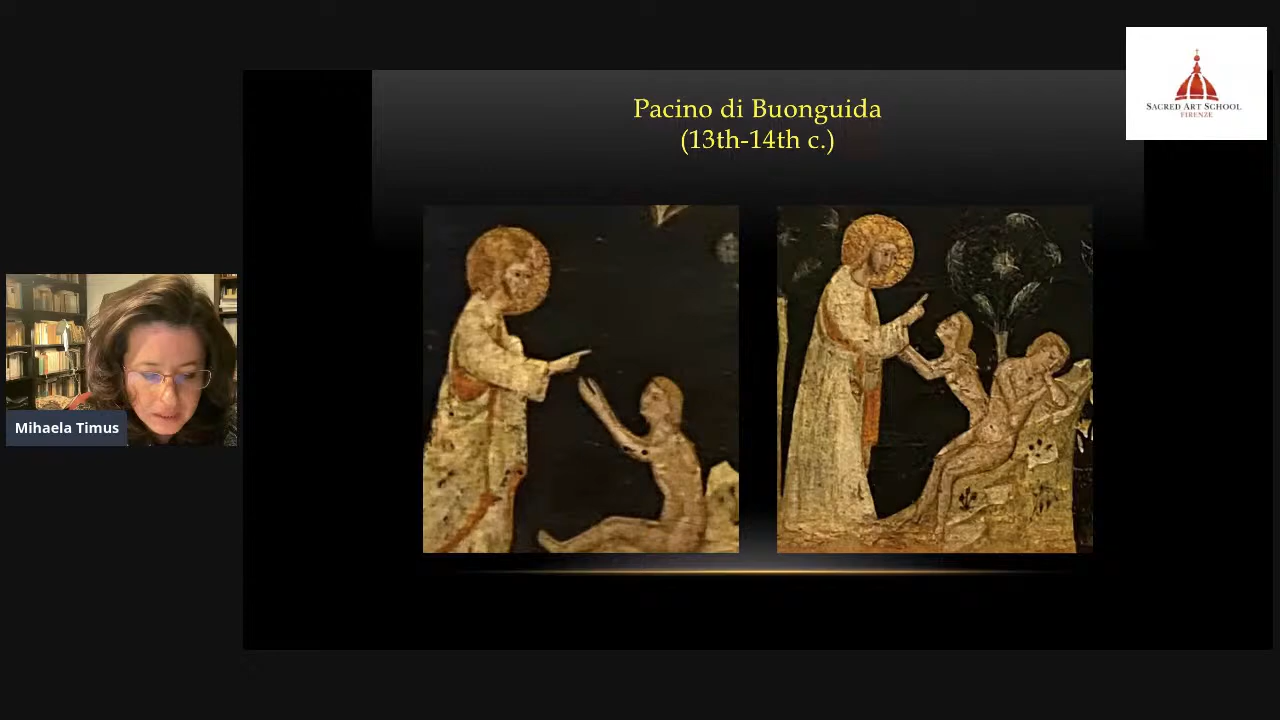 Pacino di Buonguida
(13th-14th c.)
SACRED ART SCHOOL
FIRENZE
Mihaela Timus